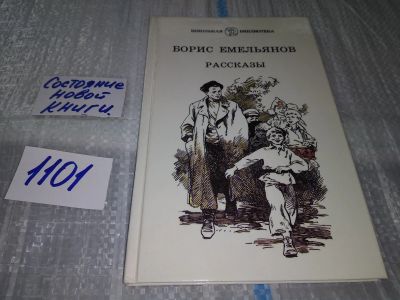 Состояние
новой
книги.
1101
ШКОЛЬНАЯ БИБЛИОТЕКА
БОРИС ЕМЕЛЬЯНОВ
РАССКАЗЫ